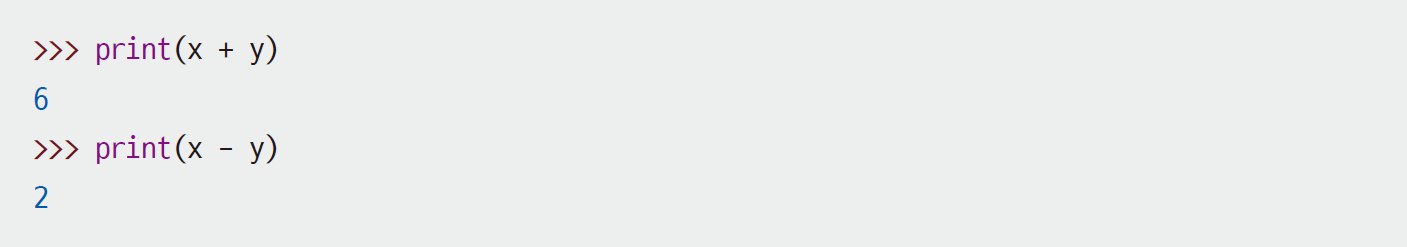 >>> print(x + y)
6
>>> print(x - y)
2